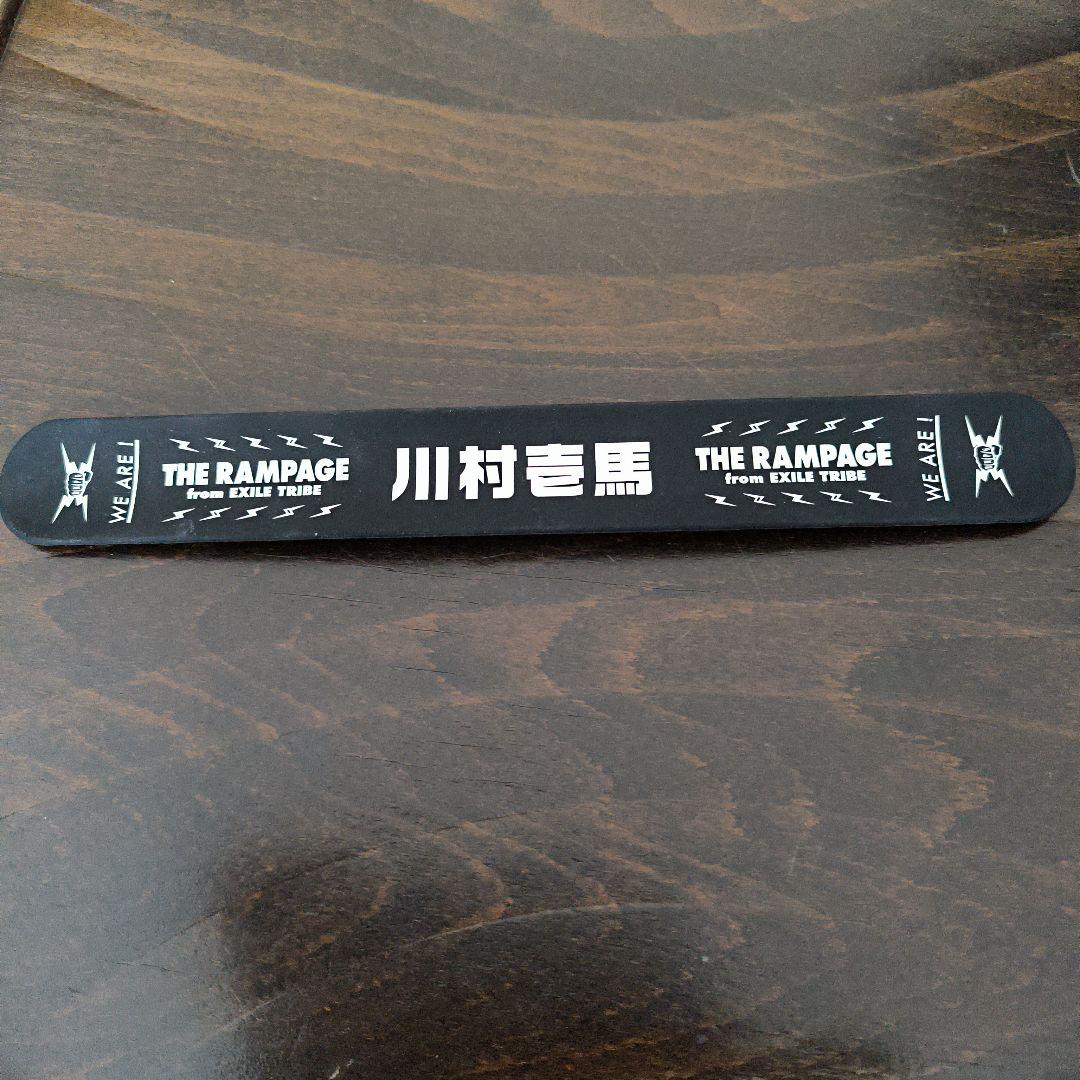 WE ARE !
THE RAMPAGE
from EXILE TRIBE
川村壱馬
THE RAMPAGE
from EXILE TRIBE
WE ARE !